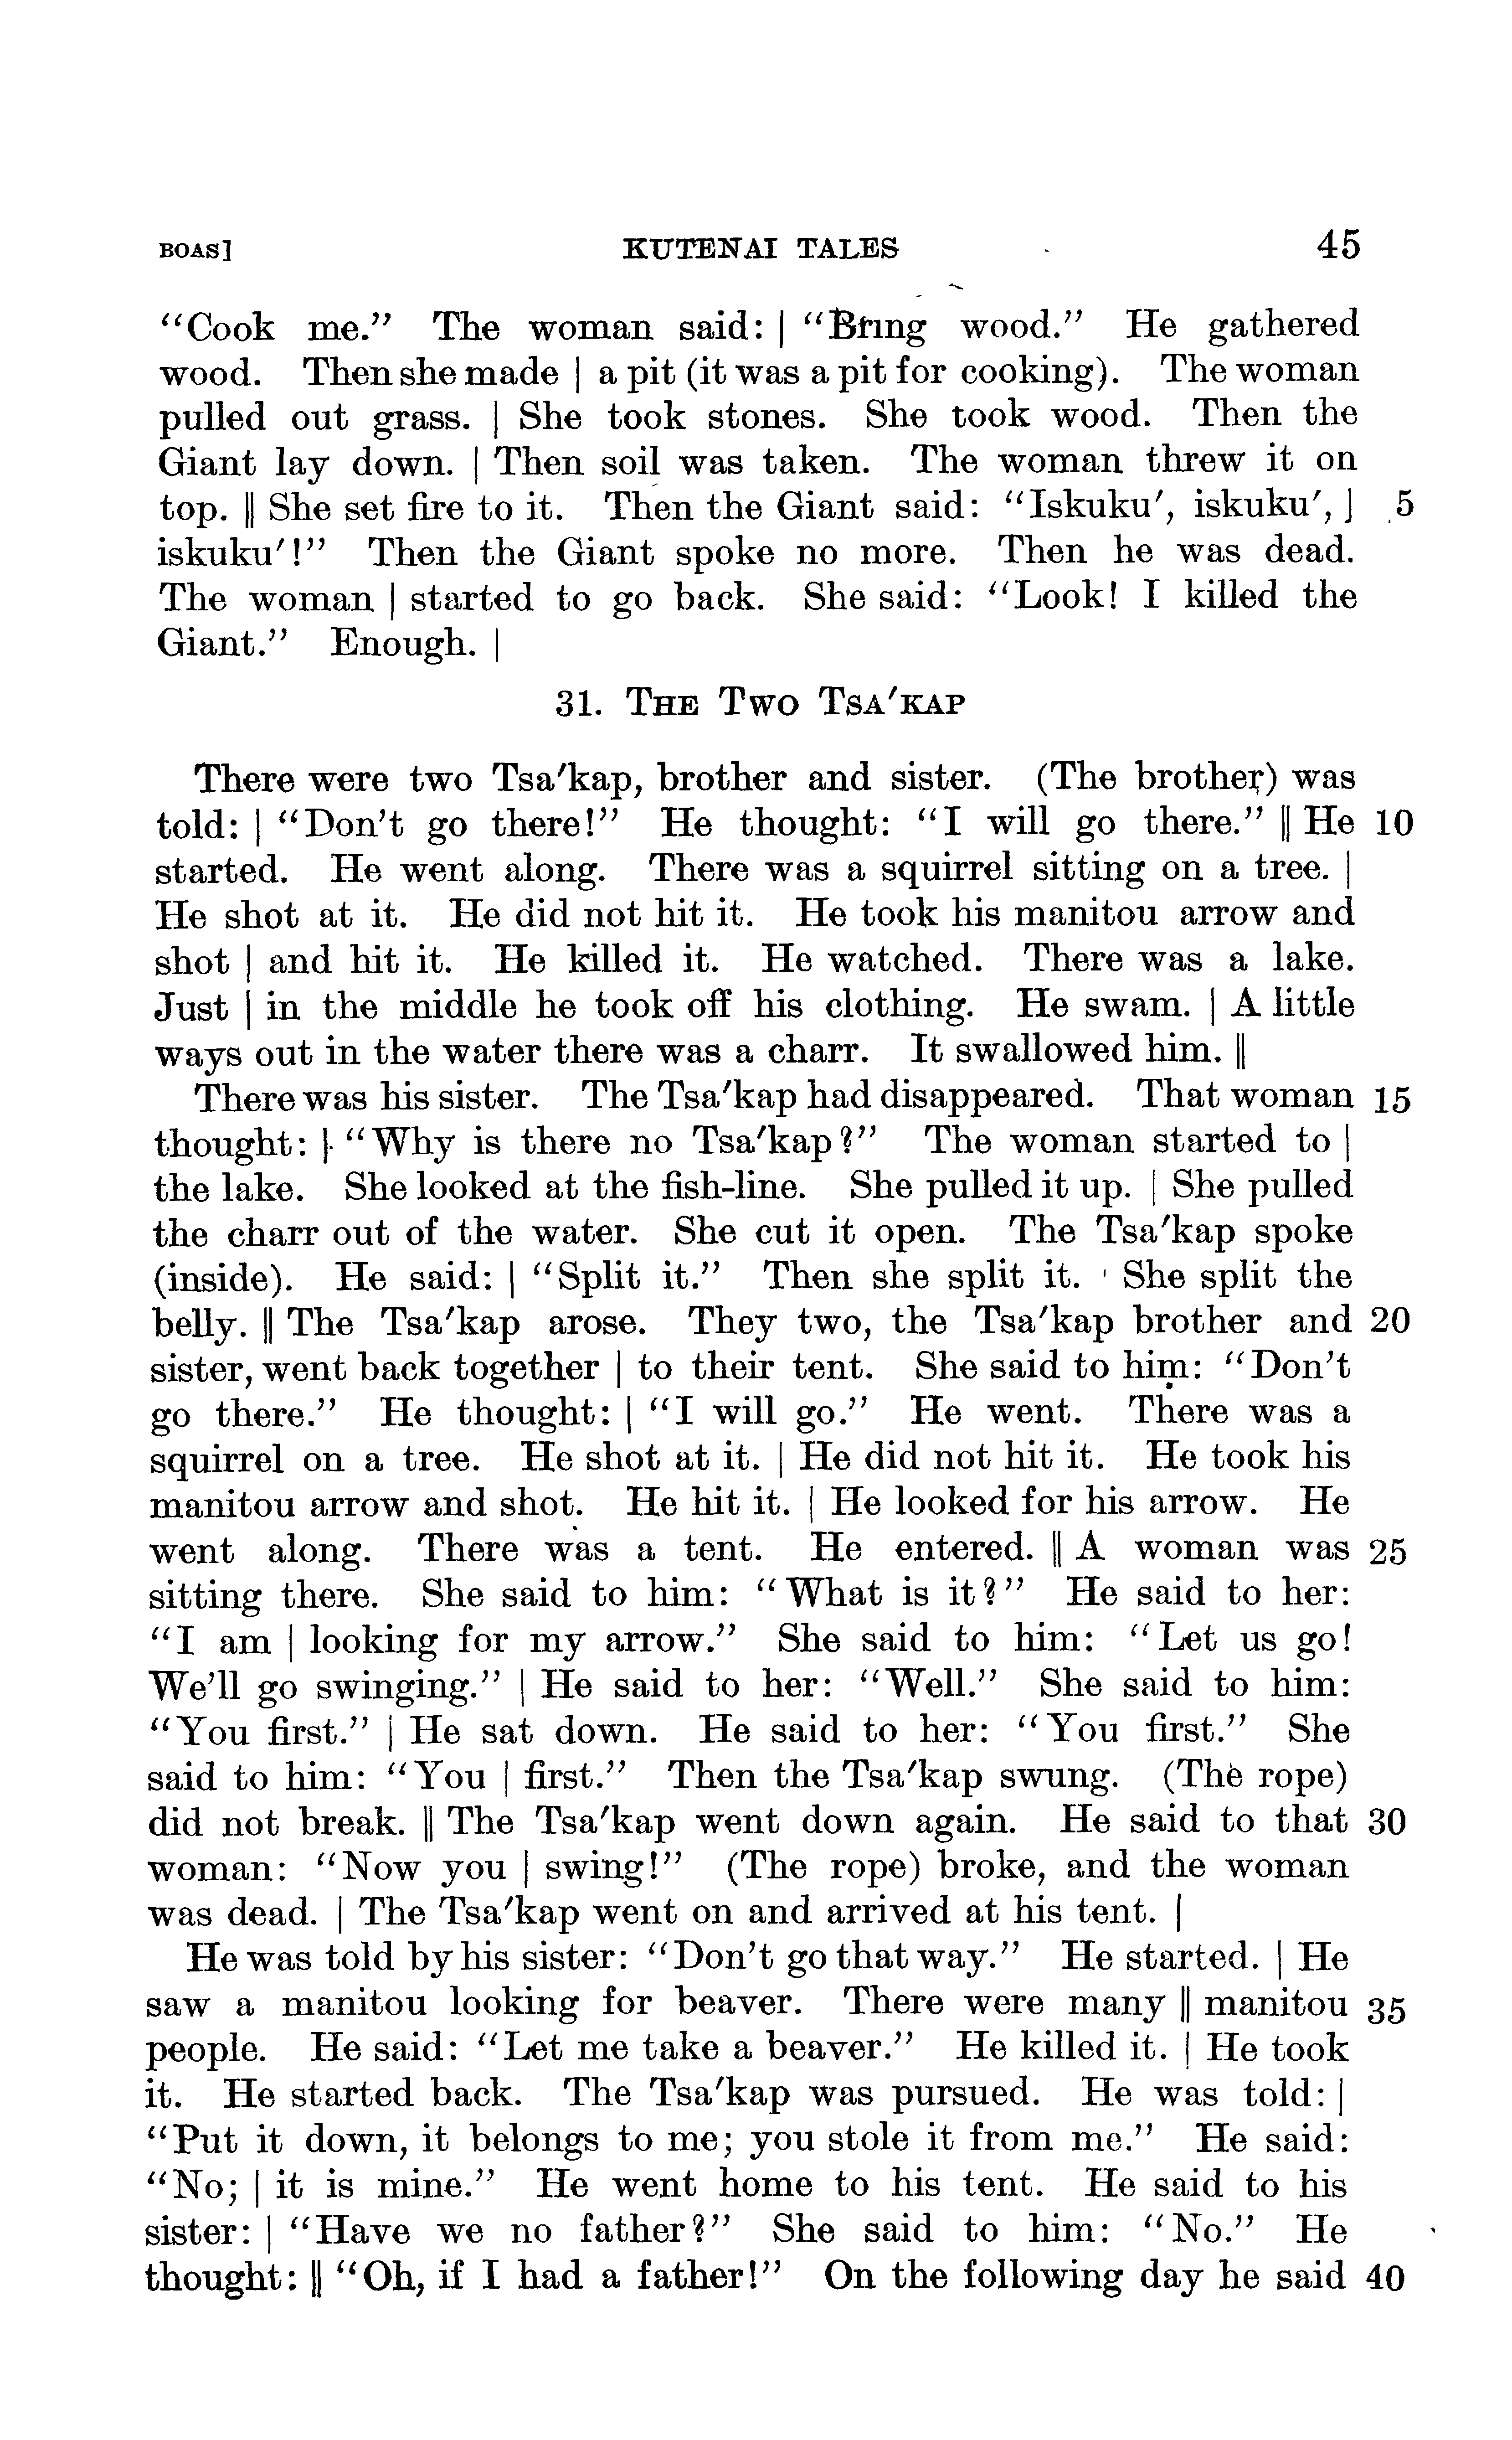 BOAS] KUTENAI TALES 45
“Cook me.” The woman said: | “Bring wood.” He gathered
wood. Then she made | a pit (it was a pit for cooking). The woman
pulled out grass. | She took stones. She took wood. Then the
Giant lay down. | Then soil was taken. The woman threw it on
top. || She set fire to it. Then the Giant said: “Iskuku′, iskuku′, | 5
iskuku′!” Then the Giant spoke no more. Then he was dead.
The woman | started to go back. She said: “Look! I killed the
Giant.” Enough. |
31. THE TWO TSA′KAP
There were two Tsa′kap, brother and sister. (The brother) was
told: | “Don’t go there!” He thought: “I will go there.” || He 10
started. He went along. There was a squirrel sitting on a tree. |
He shot at it. He did not hit it. He took his manitou arrow and
shot | and hit it. He killed it. He watched. There was a lake.
Just | in the middle he took off his clothing. He swam. | A little
ways out in the water there was a charr. It swallowed him. ||
There was his sister. The Tsa′kap had disappeared. That woman 15
thought: | “Why is there no Tsa′kap?” The woman started to |
the lake. She looked at the fish-line. She pulled it up. | She pulled
the charr out of the water. She cut it open. The Tsa′kap spoke
(inside). He said: | “Split it.” Then she split it. | She split the
belly. || The Tsa′kap arose. They two, the Tsa′kap brother and 20
sister, went back together | to their tent. She said to him: “Don’t
go there.” He thought: | “I will go.” He went. There was a
squirrel on a tree. He shot at it. | He did not hit it. He took his
manitou arrow and shot. He hit it. | He looked for his arrow. He
went along. There was a tent. He entered. || A woman was 25
sitting there. She said to him: “What is it?” He said to her:
“I am | looking for my arrow.” She said to him: “Let us go!
We’ll go swinging.” | He said to her: “Well.” She said to him:
“You first.” | He sat down. He said to her: “You first.” She
said to him: “You | first.” Then the Tsa′kap swung. (The rope)
did not break. || The Tsa′kap went down again. He said to that 30
woman: “Now you | swing!” (The rope) broke, and the woman
was dead. | The Tsa′kap went on and arrived at his tent. |
He was told by his sister: “Don’t go that way.” He started. | He
saw a manitou looking for beaver. There were many || manitou 35
people. He said: “Let me take a beaver.” He killed it. | He took
it. He started back. The Tsa′kap was pursued. He was told: |
“Put it down, it belongs to me; you stole it from me.” He said:
“No; | it is mine.” He went home to his tent. He said to his
sister: | “Have we no father?” She said to him: “No.” He
thought: || “Oh, if I had a father!” On the following day he said 40